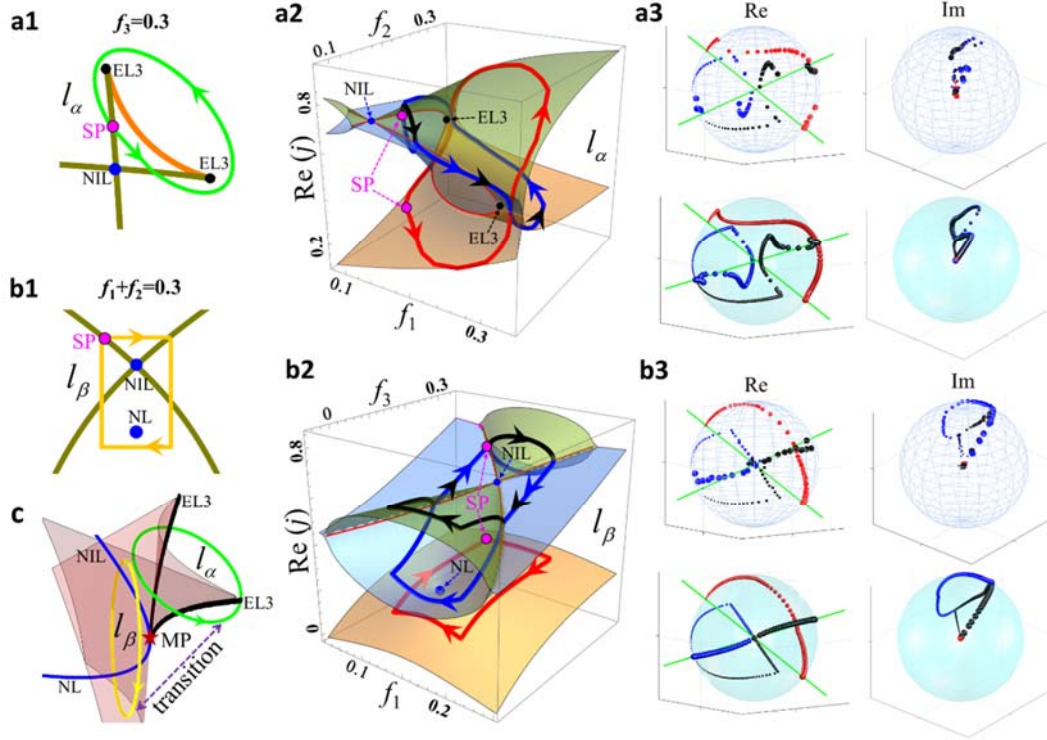 a1
f₃=0.3
EL3
lα
SP
NIL
EL3
a2
0.1
f₂
0.3
0.8
NIL
EL3
lα
Re (j)
SP
EL3
0.2
0.1
f₁
0.3
a3
Re
Im
b1
f₁+f₂=0.3
SP
lβ
NIL
NL
b2
0
f₃
0.3
0.8
NIL
SP
Re (j)
lβ
NL
0
0.1
f₁
0.2
b3
Re
Im
c
EL3
NIL
lα
EL3
lβ
MP
NL
transition